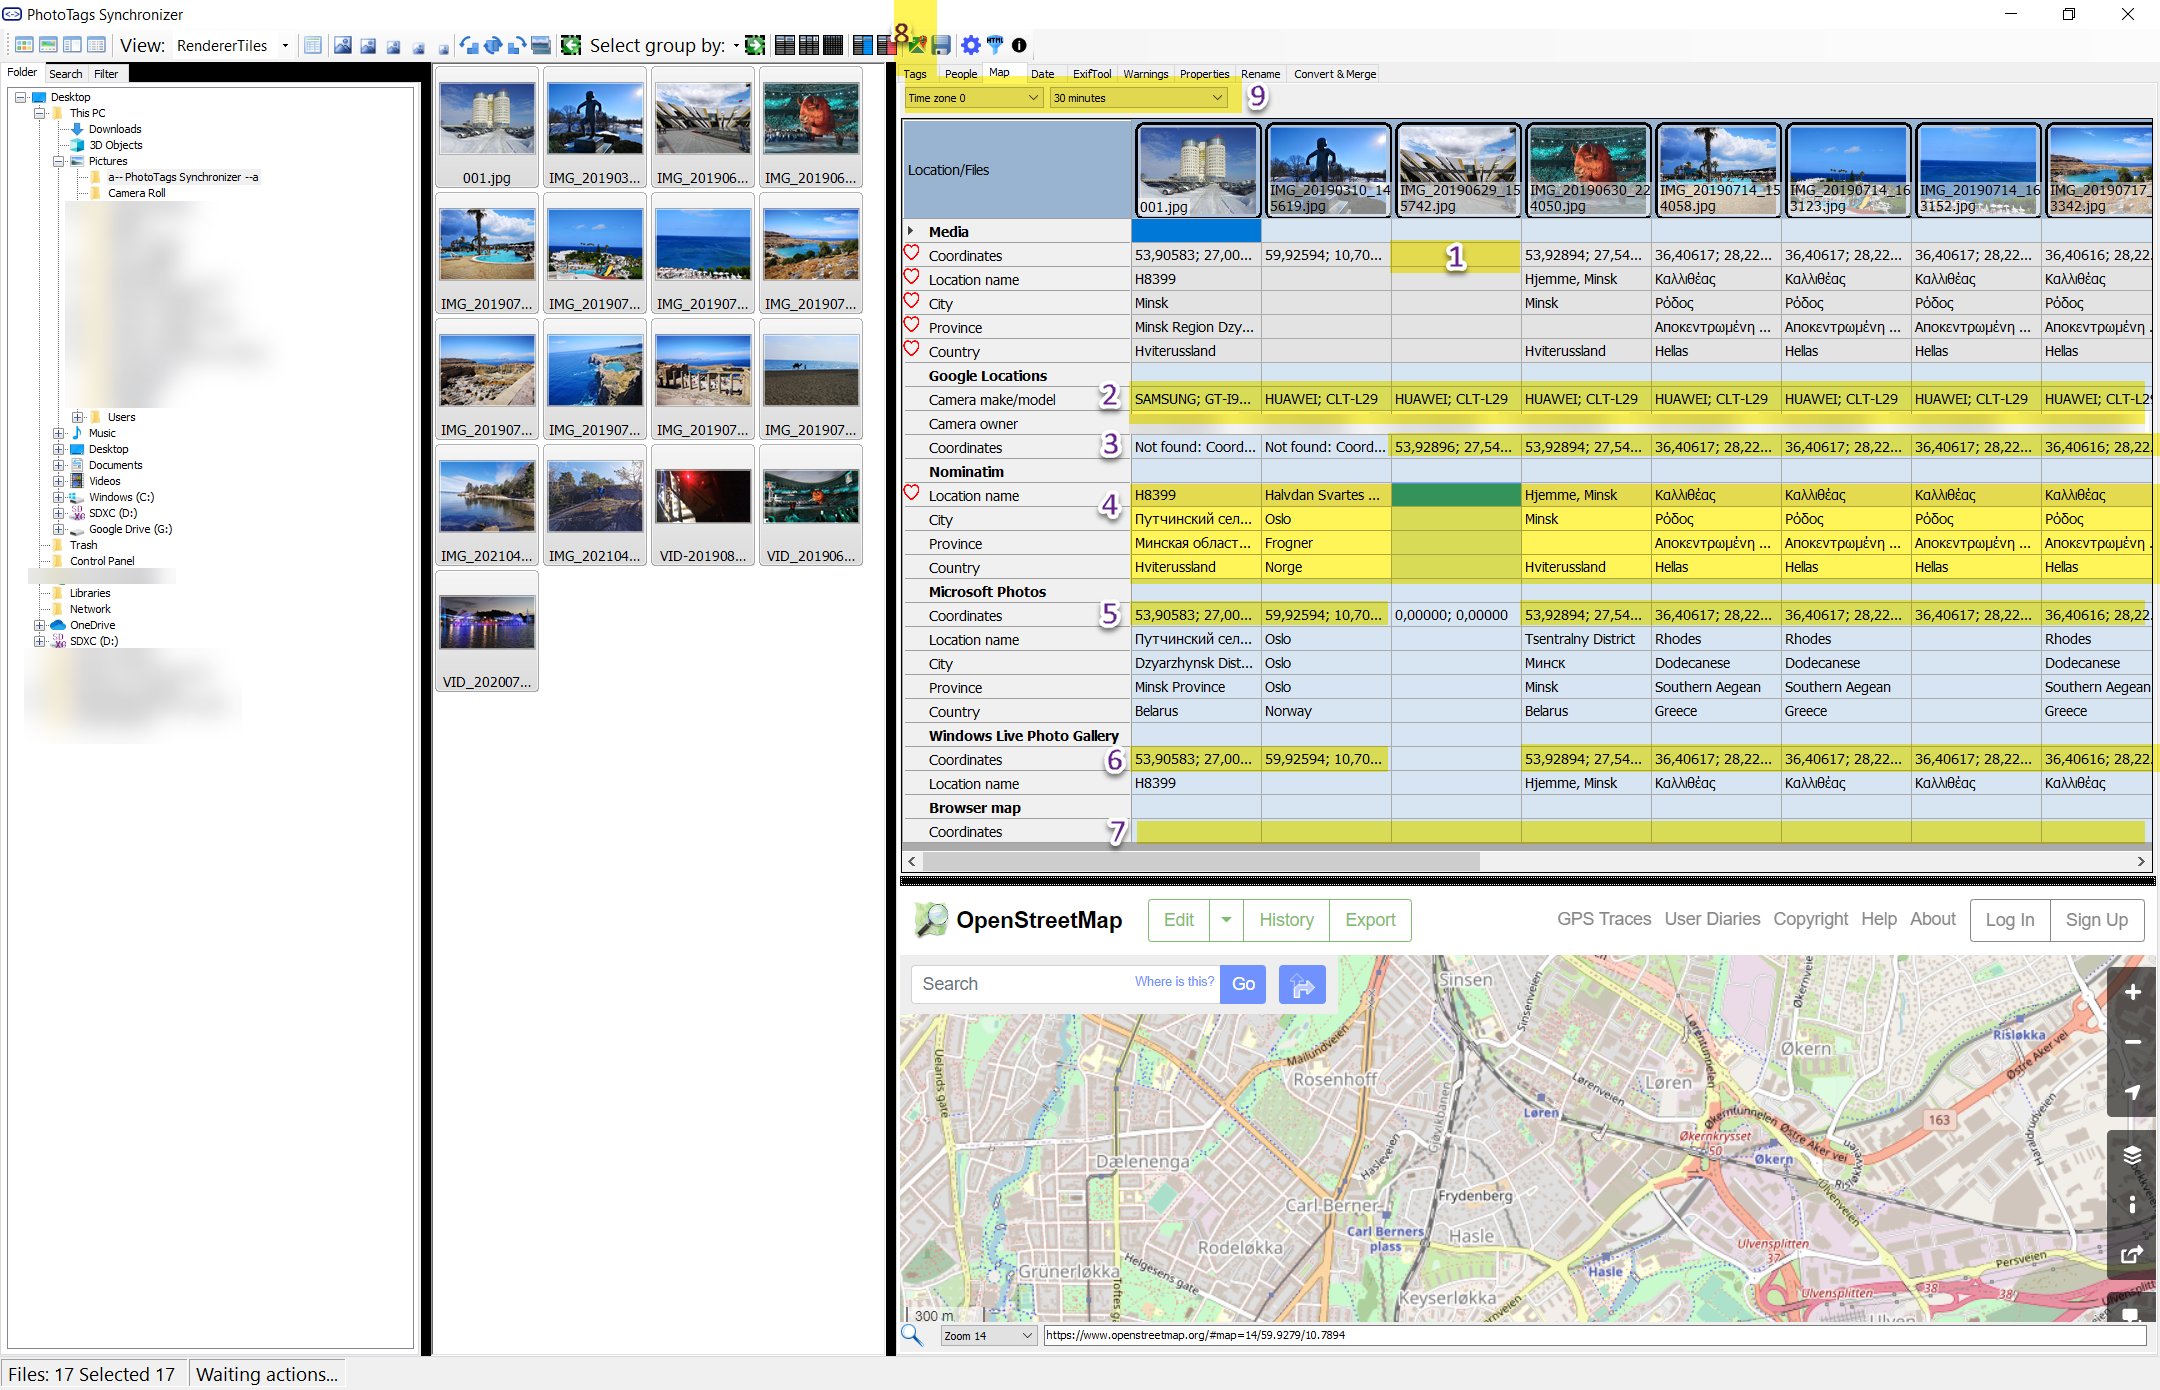 PhotoTags Synchronizer
View: RendererTiles
Select group by:
8
Folder Search Filter
Desktop
This PC
Downloads
3D Objects
Pictures
a-- PhotoTags Synchronizer --a
Camera Roll
Users
Music
Desktop
Documents
Videos
Windows (C:)
SDXC (D:)
Google Drive (G:)
Trash
Control Panel
Libraries
Network
OneDrive
SDXC (D:)
001.jpg IMG_201903... IMG_201906... IMG_201906...
IMG_201907... IMG_201907... IMG_201907... IMG_201907...
IMG_201907... IMG_201907... IMG_201907... IMG_201907...
IMG_202104... IMG_202104... VID-201908... VID_201906...
VID_202007...
Tags People Map Date ExifTool Warnings Properties Rename Convert & Merge
Time zone 0 30 minutes 9
Location/Files
001.jpg
IMG_20190310_14
5619.jpg
IMG_20190629_15
5742.jpg
IMG_20190630_22
4050.jpg
IMG_20190714_15
4058.jpg
IMG_20190714_16
3123.jpg
IMG_20190714_16
3152.jpg
IMG_20190717_
3342.jpg
Media
Coordinates 53,90583; 27,00... 59,92594; 10,70... 1 53,92894; 27,54... 36,40617; 28,22... 36,40617; 28,22... 36,40617; 28,22... 36,40616; 28,22...
Location name H8399 Hjemme, Minsk Καλλιθέας Καλλιθέας Καλλιθέας Καλλιθέας
City Minsk Minsk Ρόδος Ρόδος Ρόδος Ρόδος
Province Minsk Region Dzy... Αποκεντρωμένη ... Αποκεντρωμένη ... Αποκεντρωμένη ... Αποκεντρωμένη .
Country Hviterussland Hviterussland Hellas Hellas Hellas Hellas
Google Locations
Camera make/model 2 SAMSUNG; GT-I9... HUAWEI; CLT-L29 HUAWEI; CLT-L29 HUAWEI; CLT-L29 HUAWEI; CLT-L29 HUAWEI; CLT-L29 HUAWEI; CLT-L29 HUAWEI; CLT-L29
Camera owner
Coordinates 3 Not found: Coord... Not found: Coord... 53,92896; 27,54... 53,92894; 27,54... 36,40617; 28,22... 36,40617; 28,22... 36,40617; 28,22... 36,40616; 28,22...
Nominatim
Location name 4 H8399 Halvdan Svartes ... Hjemme, Minsk Καλλιθέας Καλλιθέας Καλλιθέας Καλλιθέας
City Путчинский сел... Oslo Minsk Ρόδος Ρόδος Ρόδος Ρόδος
Province Минская област... Frogner Αποκεντρωμένη ... Αποκεντρωμένη ... Αποκεντρωμένη ... Αποκεντρωμένη .
Country Hviterussland Norge Hviterussland Hellas Hellas Hellas Hellas
Microsoft Photos
Coordinates 5 53,90583; 27,00... 59,92594; 10,70... 0,00000; 0,00000 53,92894; 27,54... 36,40617; 28,22... 36,40617; 28,22... 36,40617; 28,22... 36,40616; 28,22...
Location name Путчинский сел... Oslo Tsentralny District Rhodes Rhodes Rhodes
City Dzyarzhynsk Dist... Oslo Минск Dodecanese Dodecanese Dodecanese
Province Minsk Province Oslo Minsk Southern Aegean Southern Aegean Southern Aegean
Country Belarus Norway Belarus Greece Greece Greece
Windows Live Photo Gallery
Coordinates 6 53,90583; 27,00... 59,92594; 10,70... 53,92894; 27,54... 36,40617; 28,22... 36,40617; 28,22... 36,40617; 28,22... 36,40616; 28,22...
Location name H8399 Hjemme, Minsk Καλλιθέας Καλλιθέας Καλλιθέας Καλλιθέας
Browser map
Coordinates 7
OpenStreetMap Edit History Export GPS Traces User Diaries Copyright Help About Log In Sign Up
Search Where is this? Go
Sinsen
Sinsenveien
Økernveien
Risløkka
Økern
Østre Aker vei
Mailundveien
Rosenhoff
Lørenveien
Løren
Løren
Lørentunnelen
Uelands gate
Økerntunnelen Østre Aker vei
Økernkrysset
50
Økern
163
Haraldrudveien
Gjøvikbanen
Hasleveien
Dælenenga
Carl Berner
Frydenberg
Carl Berners
plass
Hasle
Rodeløkka
Ulvensplitten
37
Ulvenveien
Persveien
Grünerløkka
Helgesens gate
Toftes gate
Hasle
Keyserløkka
Ulvensplitten
38
38
300 m
Zoom 14 https://www.openstreetmap.org/#map=14/59.9279/10.7894
Files: 17 Selected 17 Waiting actions...